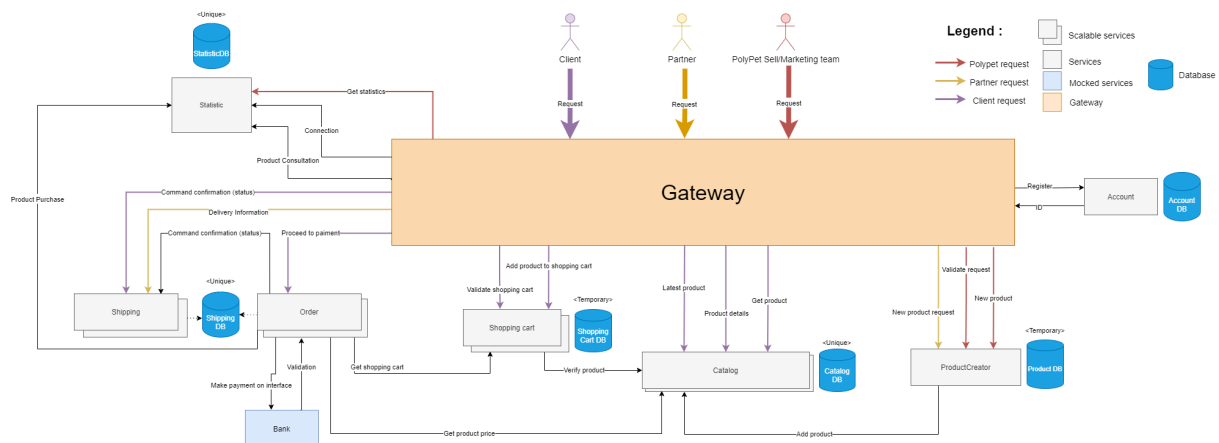 <Unique>
StatisticDB
Statistic
Client
Partner
PolyPet Sell/Marketing team
Legend :
Scalable services
Polypet request
Services
Partner request
Mocked services
Client request
Gateway
Database
Get statistics
Request
Request
Request
Connection
Product Consultation
Gateway
Product Purchase
Command confirmation (status)
Delivery Information
Command confirmation (status)
Proceed to paiment
Register
ID
Account
Account
DB
<Unique>
Shipping
Shipping
DB
Order
Validate shopping cart
Add product to shopping cart
<Temporary>
Shopping cart
Shopping
Cart DB
Latest product
Product details
Get product
<Unique>
Catalog
Catalog
DB
New product request
Validate request
New product
<Temporary>
ProductCreator
Product DB
Make payment on interface
Validation
Get shopping cart
Verify product
Bank
Get product price
Add product